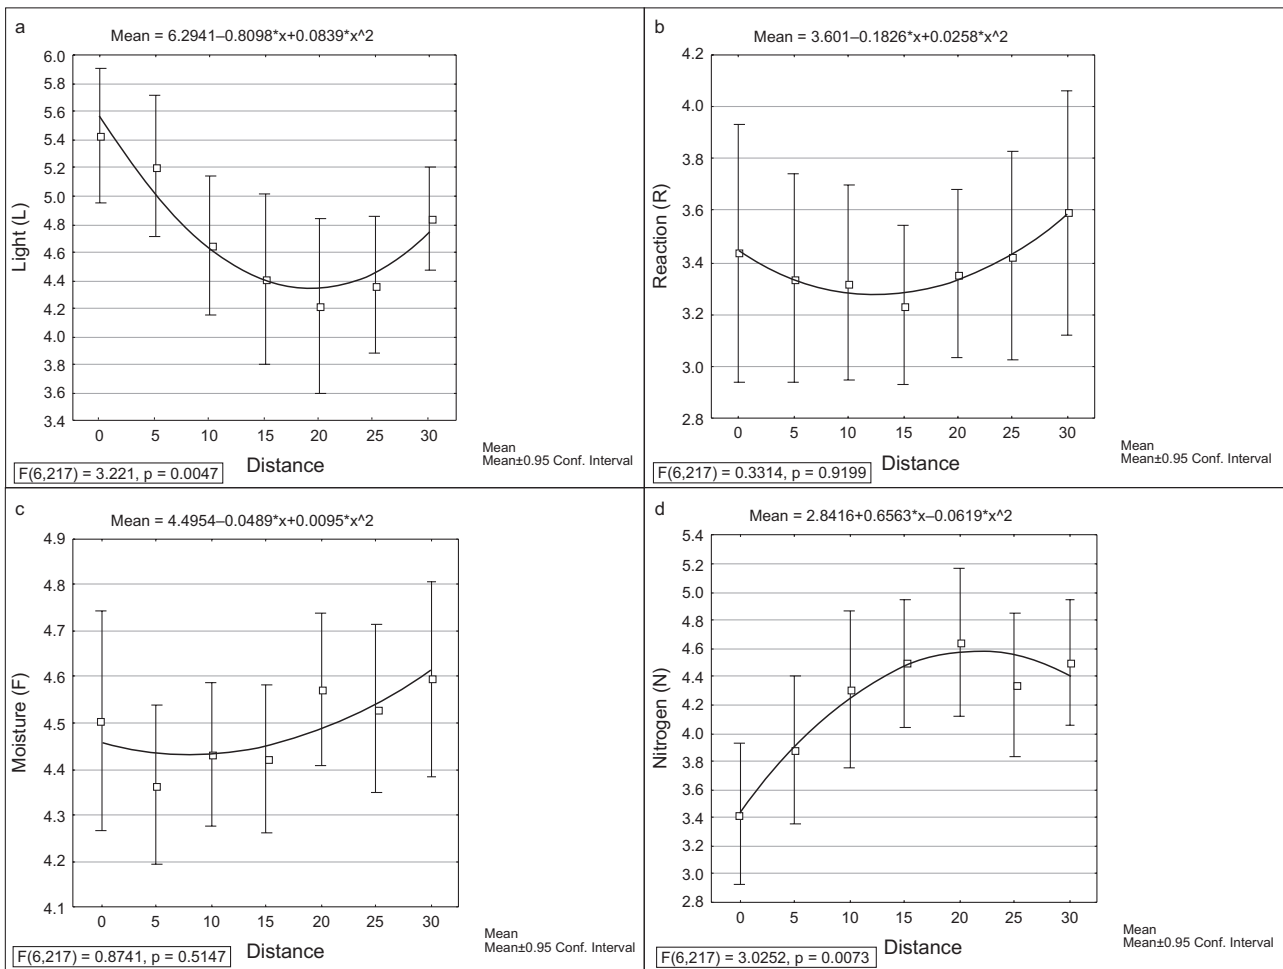 a
Mean = 6.2941–0.8098*x+0.0839*x^2
6.0
5.8
5.6
5.4
5.2
5.0
4.8
4.6
4.4
4.2
4.0
3.8
3.6
3.4
Light (L)
0 5 10 15 20 25 30
Distance
Mean
Mean±0.95 Conf. Interval
F(6,217) = 3.221, p = 0.0047
b
Mean = 3.601–0.1826*x+0.0258*x^2
4.2
4.0
3.8
3.6
3.4
3.2
3.0
2.8
Reaction (R)
0 5 10 15 20 25 30
Distance
Mean
Mean±0.95 Conf. Interval
F(6,217) = 0.3314, p = 0.9199
c
Mean = 4.4954–0.0489*x+0.0095*x^2
4.9
4.8
4.7
4.6
4.5
4.4
4.3
4.2
4.1
Moisture (F)
0 5 10 15 20 25 30
Distance
Mean
Mean±0.95 Conf. Interval
F(6,217) = 0.8741, p = 0.5147
d
Mean = 2.8416+0.6563*x–0.0619*x^2
5.4
5.2
5.0
4.8
4.6
4.4
4.2
4.0
3.8
3.6
3.4
3.2
3.0
2.8
Nitrogen (N)
0 5 10 15 20 25 30
Distance
Mean
Mean±0.95 Conf. Interval
F(6,217) = 3.0252, p = 0.0073